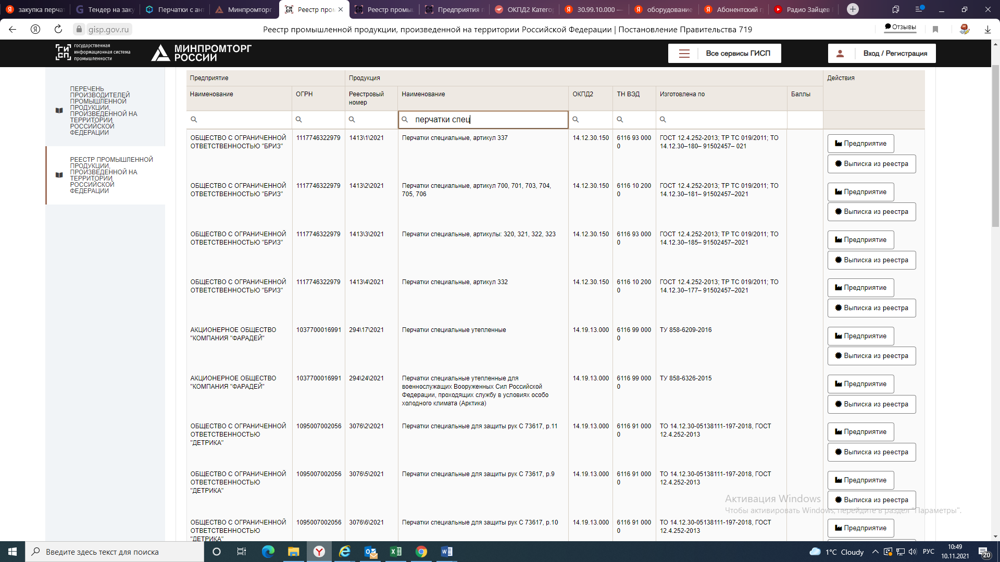 закупка перчат
Тендер на заку
Перчатки с ант
Минпромторг
Реестр пром
Реестр промыш
Предприятия п
ОКПД2 Категор
30.99.10.000 —
оборудование
Абонентский г
Радио Зайцев
gisp.gov.ru
Реестр промышленной продукции, произведенной на территории Российской Федерации | Постановление Правительства 719
Отзывы
государственная
информационная система
промышленности
ГИСП
МИНПРОМТОРГ
РОССИИ
Все сервисы ГИСП
Вход / Регистрация
ПЕРЕЧЕНЬ
ПРОИЗВОДИТЕЛЕЙ
ПРОМЫШЛЕННОЙ
ПРОДУКЦИИ,
ПРОИЗВЕДЕННОЙ НА
ТЕРРИТОРИИ
РОССИЙСКОЙ
ФЕДЕРАЦИИ
РЕЕСТР ПРОМЫШЛЕННОЙ
ПРОДУКЦИИ,
ПРОИЗВЕДЕННОЙ НА
ТЕРРИТОРИИ
РОССИЙСКОЙ
ФЕДЕРАЦИИ
Предприятие Продукция Действия
Наименование ОГРН Реестровый номер Наименование ОКПД2 ТН ВЭД Изготовлена по Баллы
перчатки спец
ОБЩЕСТВО С ОГРАНИЧЕННОЙ 1117746322979 1413\1\2021 Перчатки специальные, артикул 337 14.12.30.150 6116 93 000 ГОСТ 12.4.252-2013; ТР ТС 019/2011; ТО
ОТВЕТСТВЕННОСТЬЮ "БРИЗ" 0 14.12.30–180– 91502457– 021
Предприятие
Выписка из реестра
ОБЩЕСТВО С ОГРАНИЧЕННОЙ 1117746322979 1413\2\2021 Перчатки специальные, артикул 700, 701, 703, 704, 14.12.30.150 6116 10 200 ГОСТ 12.4.252-2013; ТР ТС 019/2011; ТО
ОТВЕТСТВЕННОСТЬЮ "БРИЗ" 705, 706 0 14.12.30–181– 91502457–2021
Предприятие
Выписка из реестра
ОБЩЕСТВО С ОГРАНИЧЕННОЙ 1117746322979 1413\3\2021 Перчатки специальные, артикулы: 320, 321, 322, 323 14.12.30.150 6116 93 000 ГОСТ 12.4.252-2013; ТР ТС 019/2011; ТО
ОТВЕТСТВЕННОСТЬЮ "БРИЗ" 0 14.12.30–185– 91502457–2021
Предприятие
Выписка из реестра
ОБЩЕСТВО С ОГРАНИЧЕННОЙ 1117746322979 1413\4\2021 Перчатки специальные, артикул 332 14.12.30.150 6116 10 200 ГОСТ 12.4.252-2013; ТР ТС 019/2011; ТО
ОТВЕТСТВЕННОСТЬЮ "БРИЗ" 0 14.12.30–177– 91502457–2021
Предприятие
Выписка из реестра
АКЦИОНЕРНОЕ ОБЩЕСТВО 1037700016991 294\17\2021 Перчатки специальные утепленные 14.19.13.000 6116 99 000 ТУ 858-6209-2016
"КОМПАНИЯ "ФАРАДЕЙ" 0
Предприятие
Выписка из реестра
АКЦИОНЕРНОЕ ОБЩЕСТВО 1037700016991 294\24\2021 Перчатки специальные утепленные для 14.19.13.000 6116 99 000 ТУ 858-6326-2015
"КОМПАНИЯ "ФАРАДЕЙ" военнослужащих Вооруженных Сил Российской 0
Федерации, проходящих службу в условиях особо
холодного климата (Арктика)
Предприятие
Выписка из реестра
ОБЩЕСТВО С ОГРАНИЧЕННОЙ 1095007002056 3076\2\2021 Перчатки специальные для защиты рук С 73617, р.11 14.19.13.000 6116 91 000 ТО 14.12.30-05138111-197-2018, ГОСТ
ОТВЕТСТВЕННОСТЬЮ 0 12.4.252-2013
"ДЕТРИКА"
Предприятие
Выписка из реестра
ОБЩЕСТВО С ОГРАНИЧЕННОЙ 1095007002056 3076\5\2021 Перчатки специальные для защиты рук С 73617, р.9 14.19.13.000 6116 91 000 ТО 14.12.30-05138111-197-2018, ГОСТ
ОТВЕТСТВЕННОСТЬЮ 0 12.4.252-2013
"ДЕТРИКА"
Предприятие
Выписка из реестра
ОБЩЕСТВО С ОГРАНИЧЕННОЙ 1095007002056 3076\6\2021 Перчатки специальные для защиты рук С 73617, р.10 14.19.13.000 6116 91 000 ТО 14.12.30-05138111-197-2018, ГОСТ
ОТВЕТСТВЕННОСТЬЮ 0 12.4.252-2013
"ДЕТРИКА"
Предприятие
Активация Windows
Чтобы активировать Windows, перейдите в раздел "Параметры".
Введите здесь текст для поиска
1°C Cloudy
РУС
10:49
10.11.2021
20